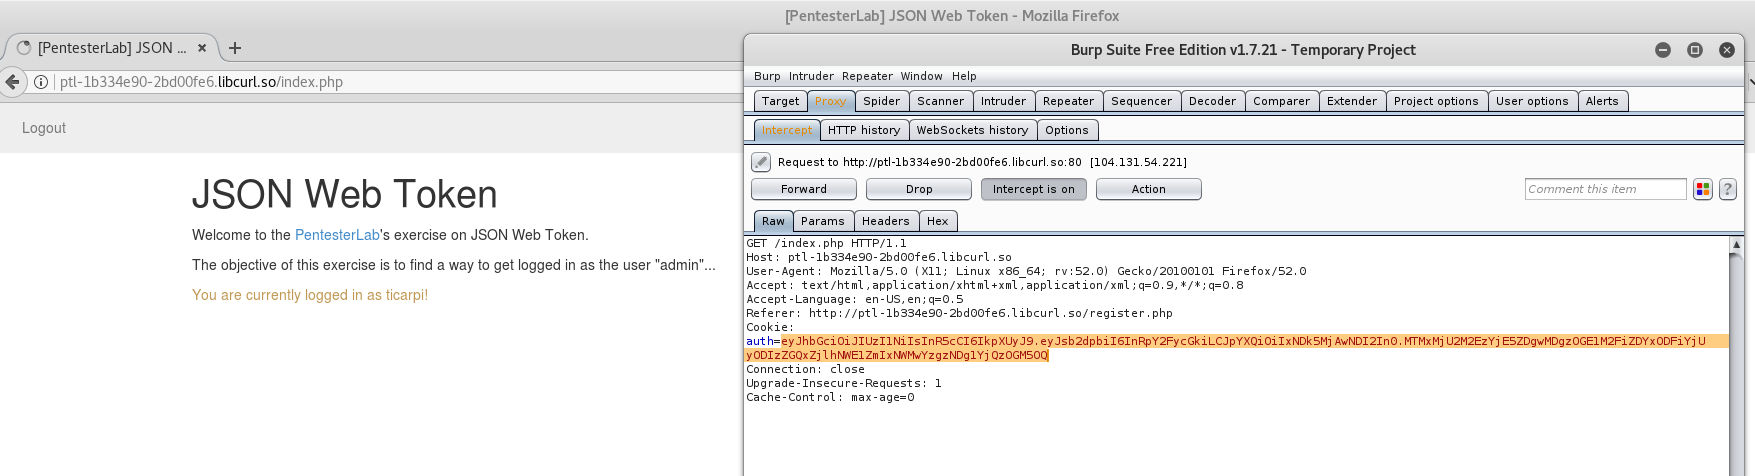 [PentesterLab] JSON Web Token - Mozilla Firefox
[PentesterLab] JSON ...
ptl-1b334e90-2bd00fe6.libcurl.so/index.php
Logout
JSON Web Token
Welcome to the PentesterLab's exercise on JSON Web Token.
The objective of this exercise is to find a way to get logged in as the user "admin"...
You are currently logged in as ticarpi!
Burp Suite Free Edition v1.7.21 - Temporary Project
Burp Intruder Repeater Window Help
Target Proxy Spider Scanner Intruder Repeater Sequencer Decoder Comparer Extender Project options User options Alerts
Intercept HTTP history WebSockets history Options
Request to http://ptl-1b334e90-2bd00fe6.libcurl.so:80 [104.131.54.221]
Forward Drop Intercept is on Action Comment this item ?
Raw Params Headers Hex
GET /index.php HTTP/1.1
Host: ptl-1b334e90-2bd00fe6.libcurl.so
User-Agent: Mozilla/5.0 (X11; Linux x86_64; rv:52.0) Gecko/20100101 Firefox/52.0
Accept: text/html,application/xhtml+xml,application/xml;q=0.9,*/*;q=0.8
Accept-Language: en-US,en;q=0.5
Referer: http://ptl-1b334e90-2bd00fe6.libcurl.so/register.php
Cookie:
auth=eyJhbGciOiJIUzI1NiIsInR5cCI6IkpXUyJ9.eyJsb2dpbiI6InRpY2FycGkiLCJpYXQiOiIxNDk5MjAwNDI2In0.MTMxMjU2M2EzYjE5ZDgwMDgzOGE1M2FiZDYxODFiYjU
yODIzZGQxZjlhNWE1ZmIxNWMwYzgzNDg1YjQzOGM5OQ
Connection: close
Upgrade-Insecure-Requests: 1
Cache-Control: max-age=0